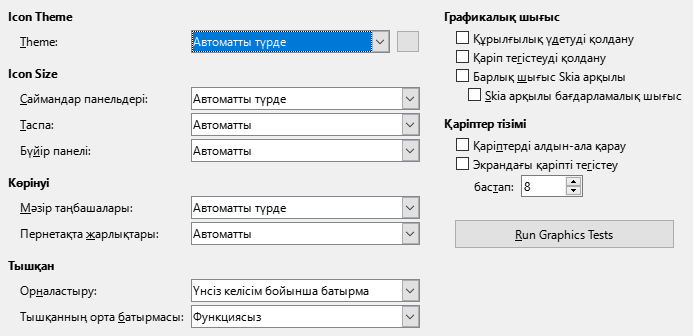 Icon Theme
Theme: Автоматты түрде
Icon Size
Саймандар панельдері: Автоматты түрде
Таспа: Автоматты
Бүйір панелі: Автоматты
Көрінуі
Мәзір таңбашалары: Автоматты түрде
Пернетақта жарлықтары: Автоматты
Тышқан
Орналастыру: Үнсіз келісім бойынша батырма
Тышқанның орта батырмасы: Функциясыз
Графикалық шығыс
Құрылғылық үдетуді қолдану
Қаріп тегістеуді қолдану
Барлық шығыс Skia арқылы
Skia арқылы бағдарламалық шығыс
Қаріптер тізімі
Қаріптерді алдын-ала қарау
Экрандағы қаріпті тегістеу
бастап: 8
Run Graphics Tests